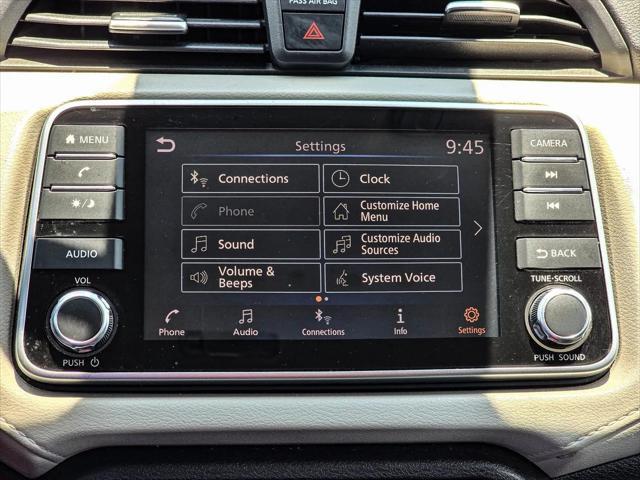 PASS AIR BAG
MENU
AUDIO
VOL
PUSH
Settings
9:45
Connections
Clock
Phone
Customize Home
Menu
Sound
Customize Audio
Sources
Volume &
Beeps
System Voice
Phone
Audio
Connections
Info
Settings
CAMERA
BACK
TUNE·SCROLL
PUSH SOUND